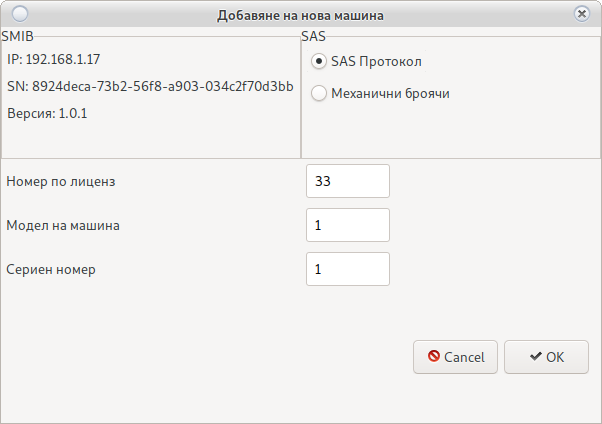 Добавяне на нова машина
SMIB
SAS
IP: 192.168.1.17
SAS Протокол
SN: 8924deca-73b2-56f8-a903-034c2f70d3bb
Механични броячи
Версия: 1.0.1
Номер по лиценз
33
Модел на машина
1
Сериен номер
1
Cancel
OK